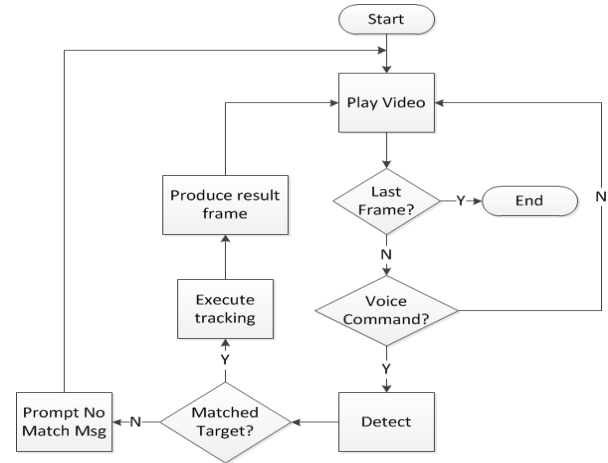 Start
Play Video
Last
Frame?
Y
End
N
N
Voice
Command?
Y
Detect
Matched
Target?
N
Prompt No
Match Msg
Y
Execute
tracking
Produce result
frame